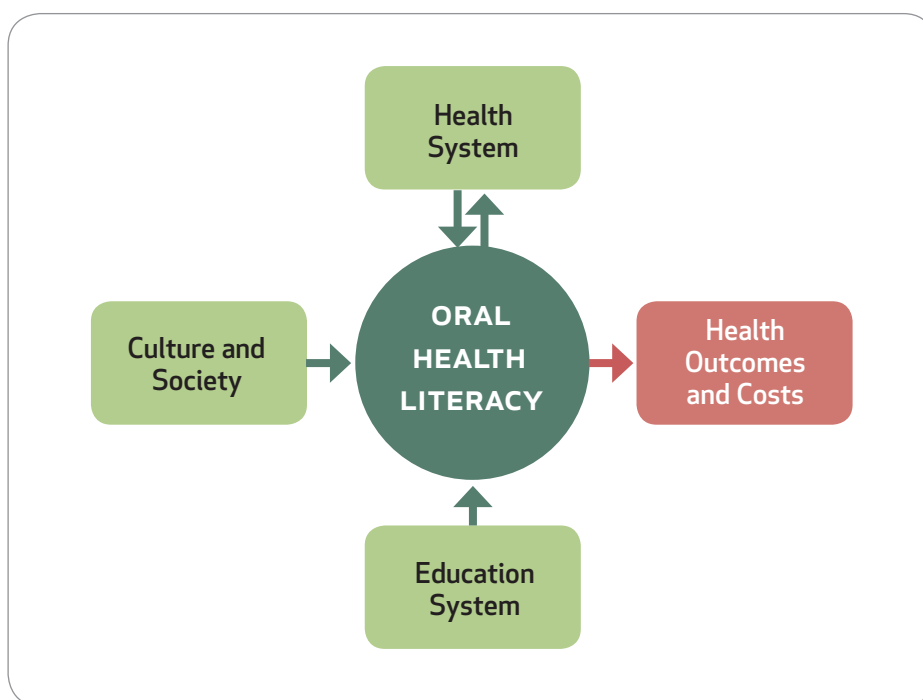 Health
System
Culture and
Society
ORAL
HEALTH
LITERACY
Health
Outcomes
and Costs
Education
System